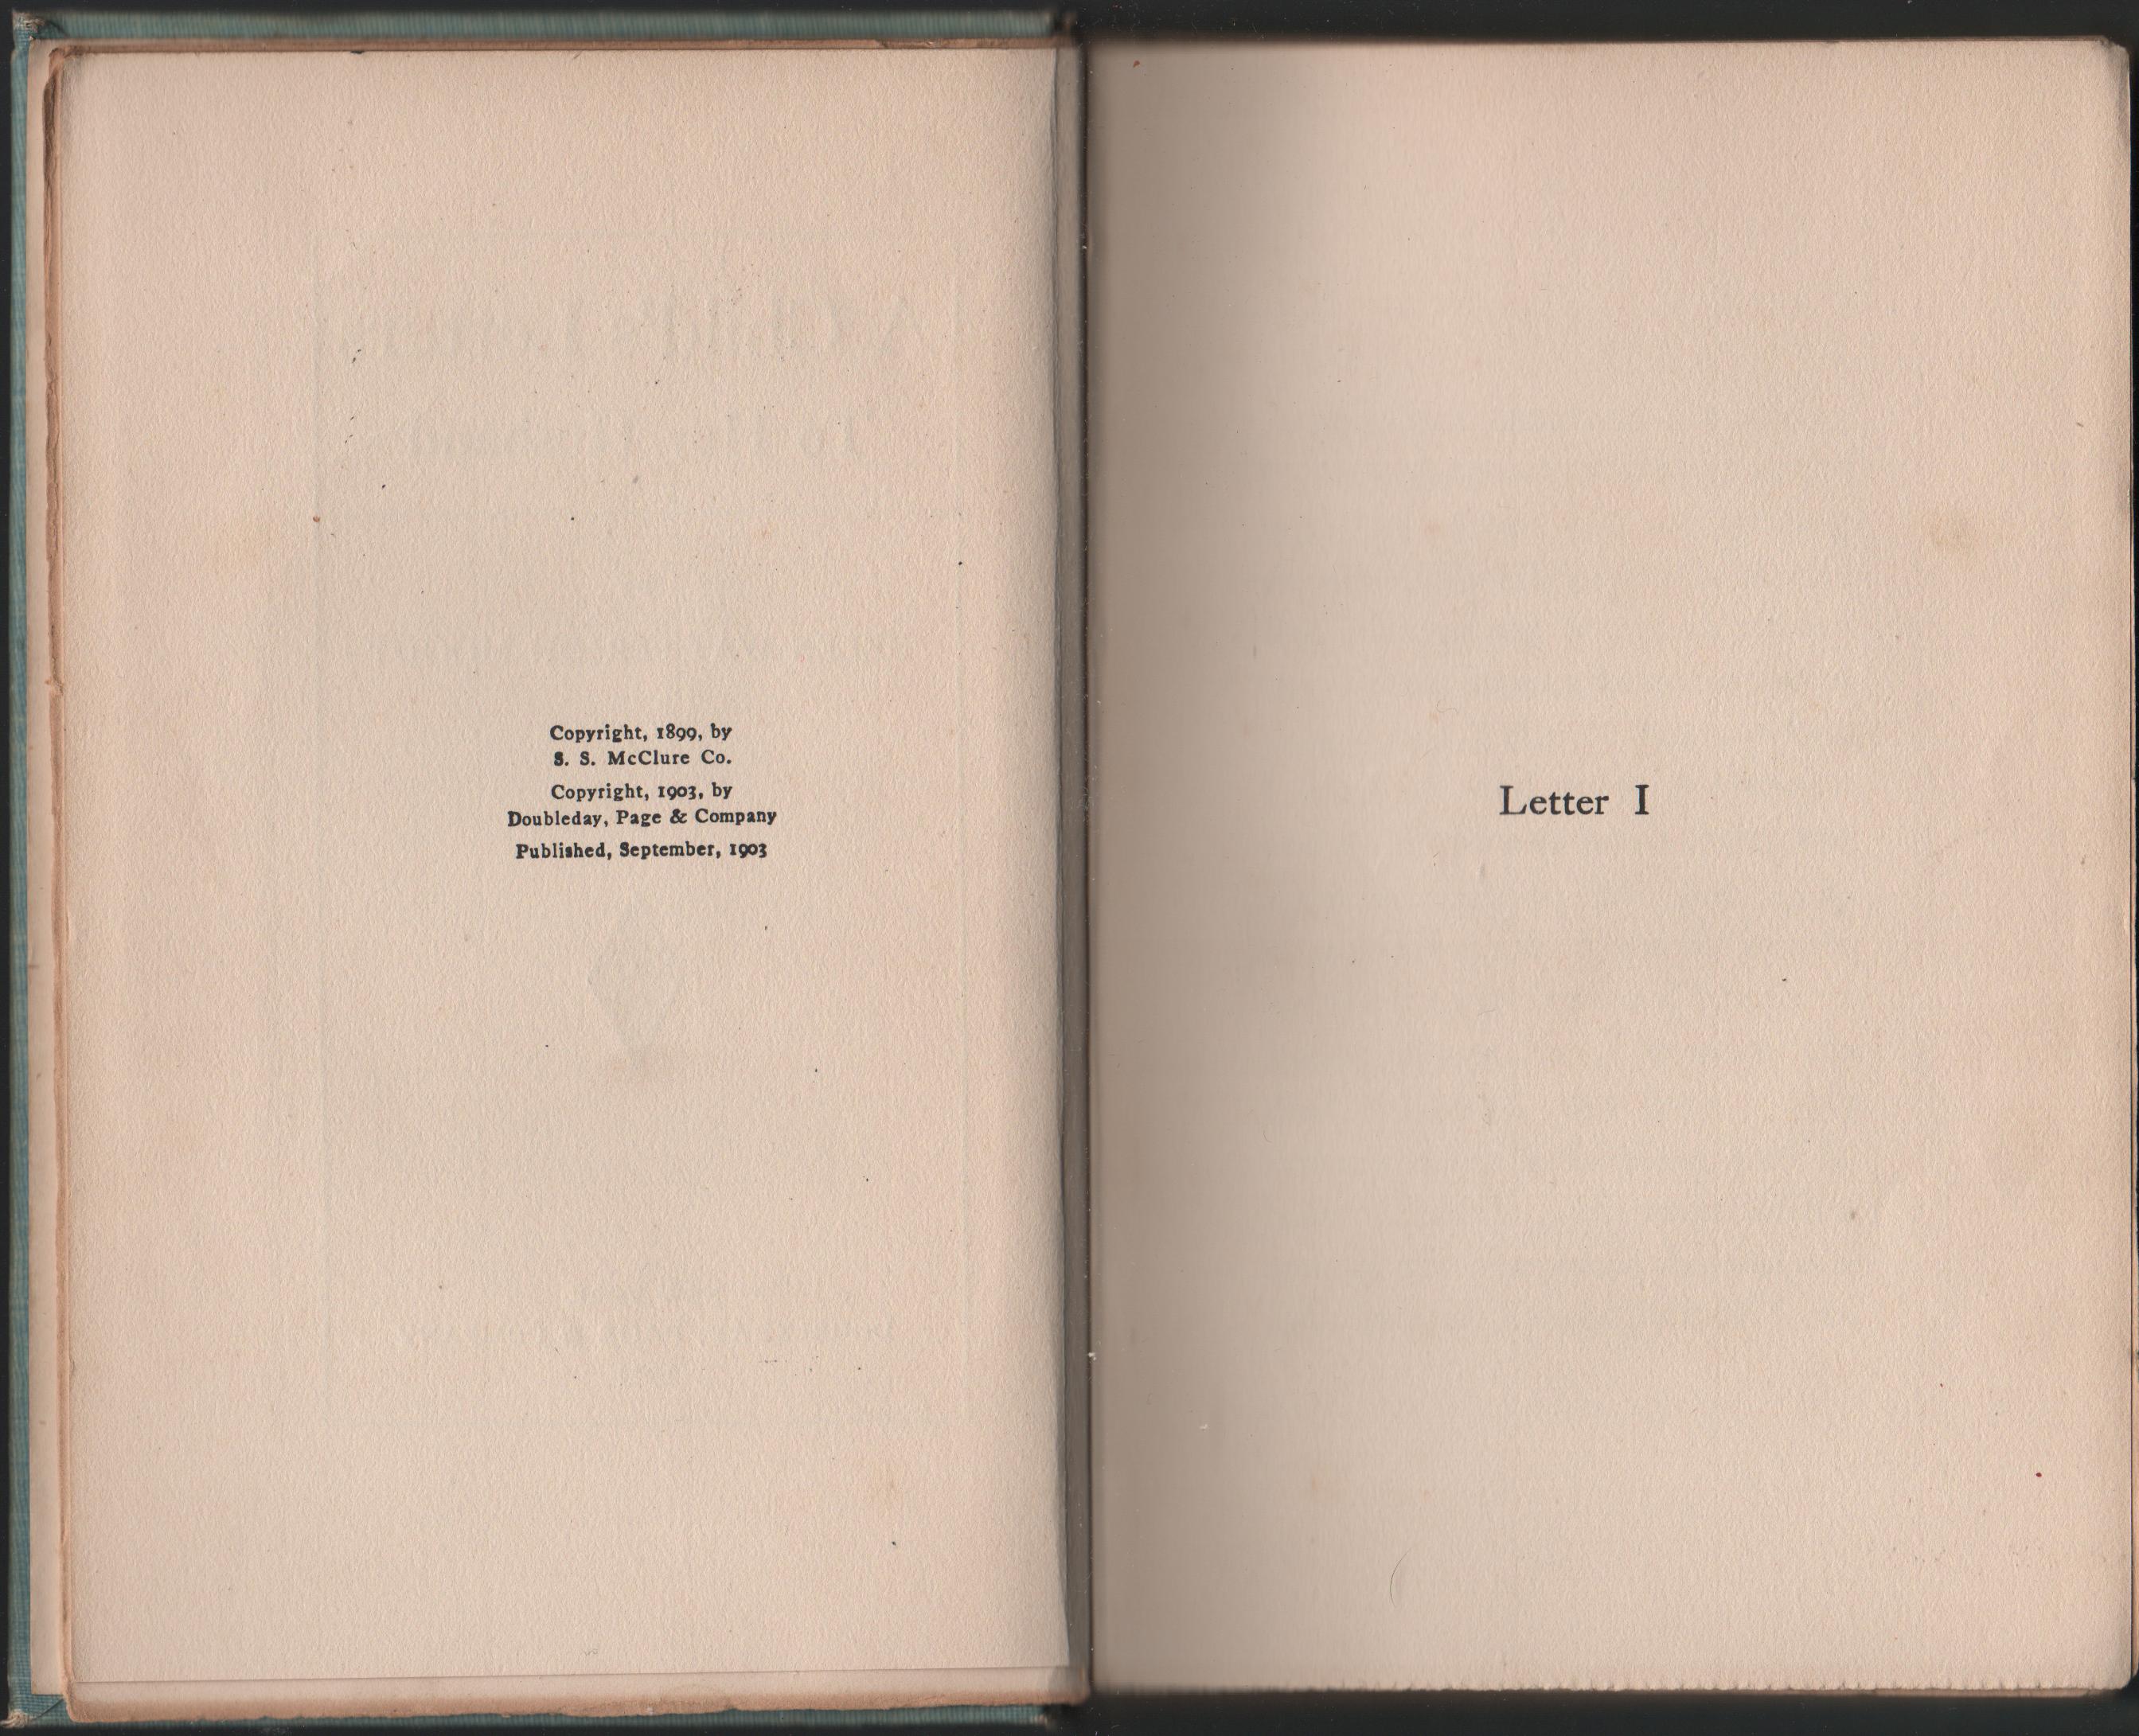 Copyright, 1899, by
S. S. McClure Co.
Copyright, 1903, by
Doubleday, Page & Company
Published, September, 1903
Letter I